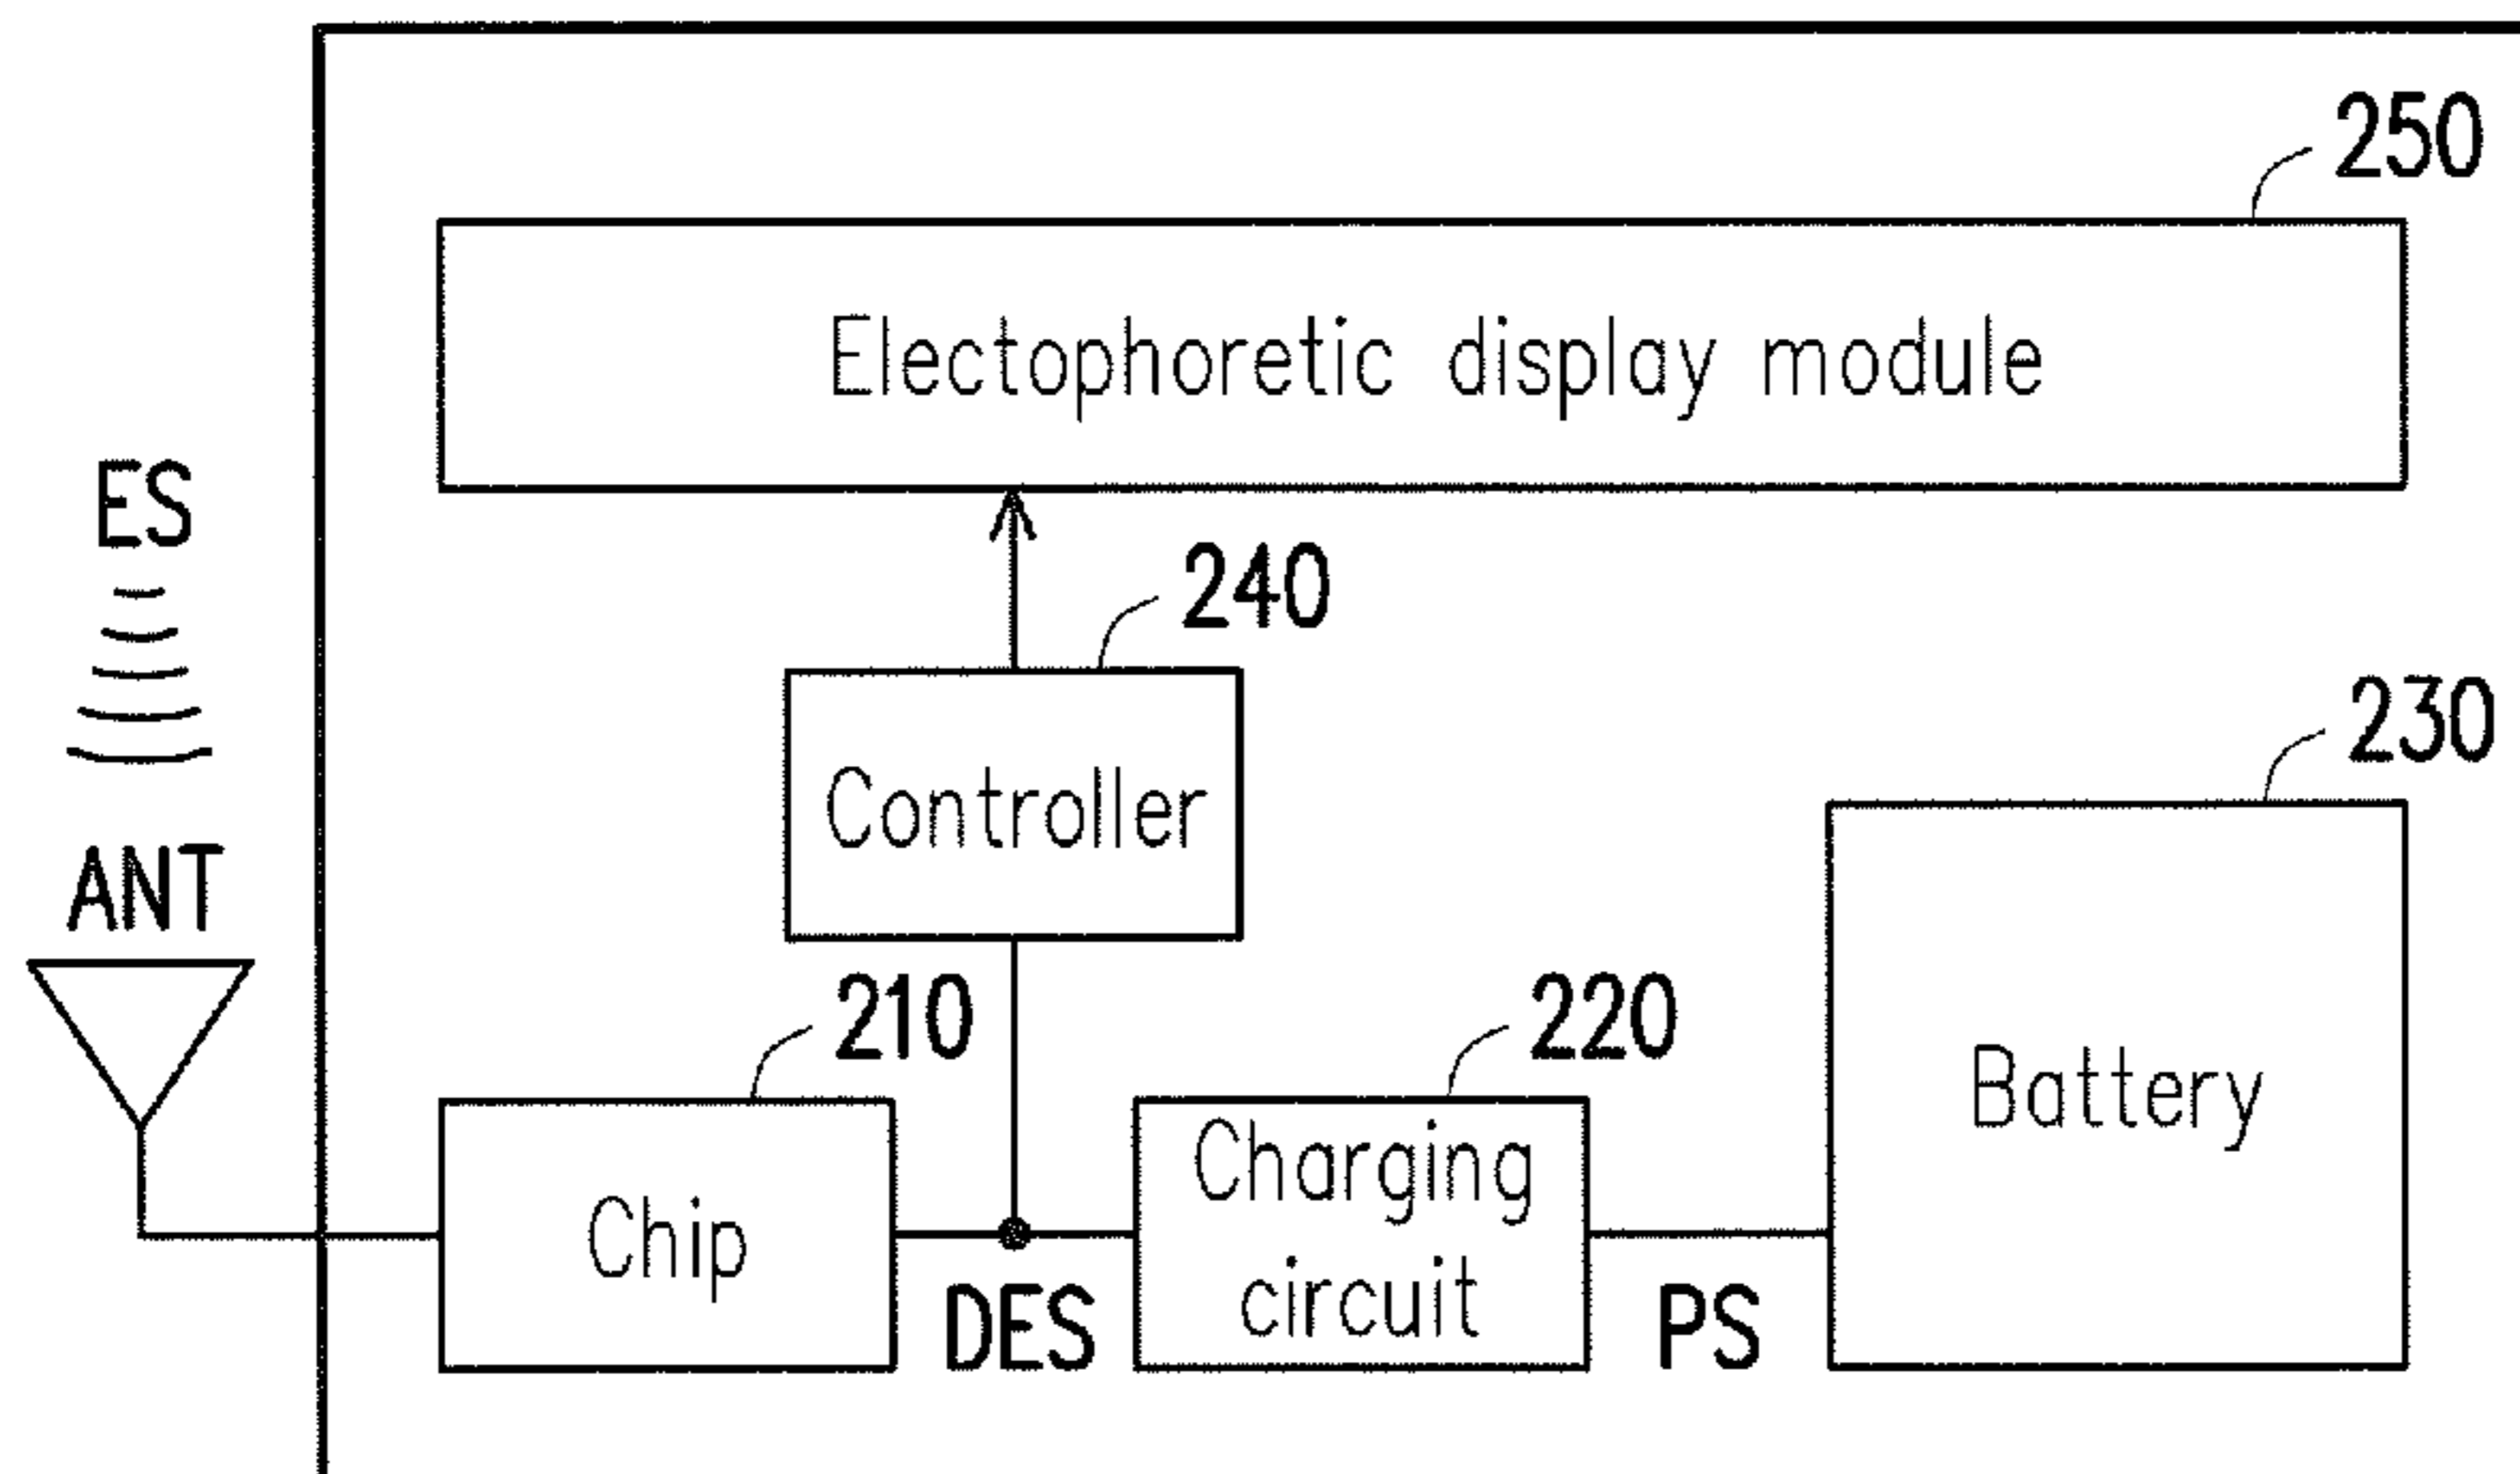 250
Electophoretic display module
ES
240
230
Controller
ANT
210
220
Battery
Chip
Charging
circuit
DES
PS